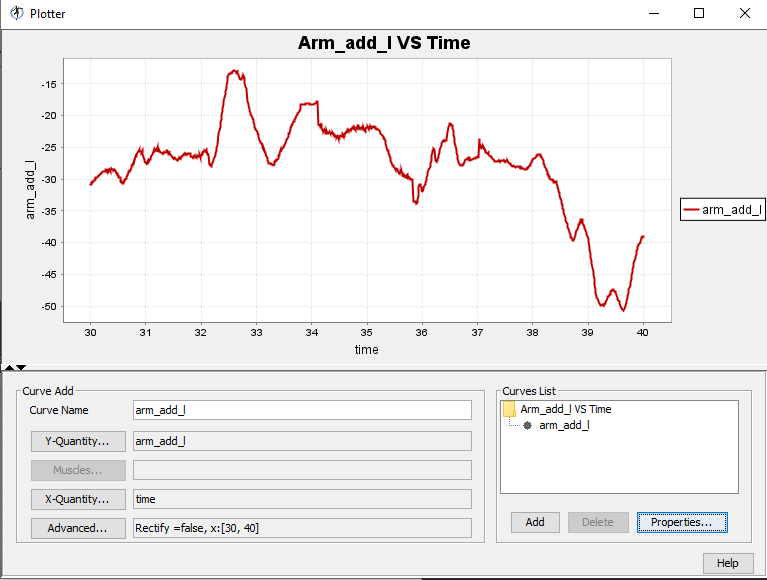 Plotter
Arm_add_l VS Time
arm_add_l
-15
-20
-25
-30
-35
-40
-45
-50
30 31 32 33 34 35 36 37 38 39 40
time
arm_add_l
Curve Add
Curve Name arm_add_l
Y-Quantity... arm_add_l
Muscles...
X-Quantity... time
Advanced... Rectify =false, x:[30, 40]
Curves List
Arm_add_l VS Time
arm_add_l
Add Delete Properties...
Help